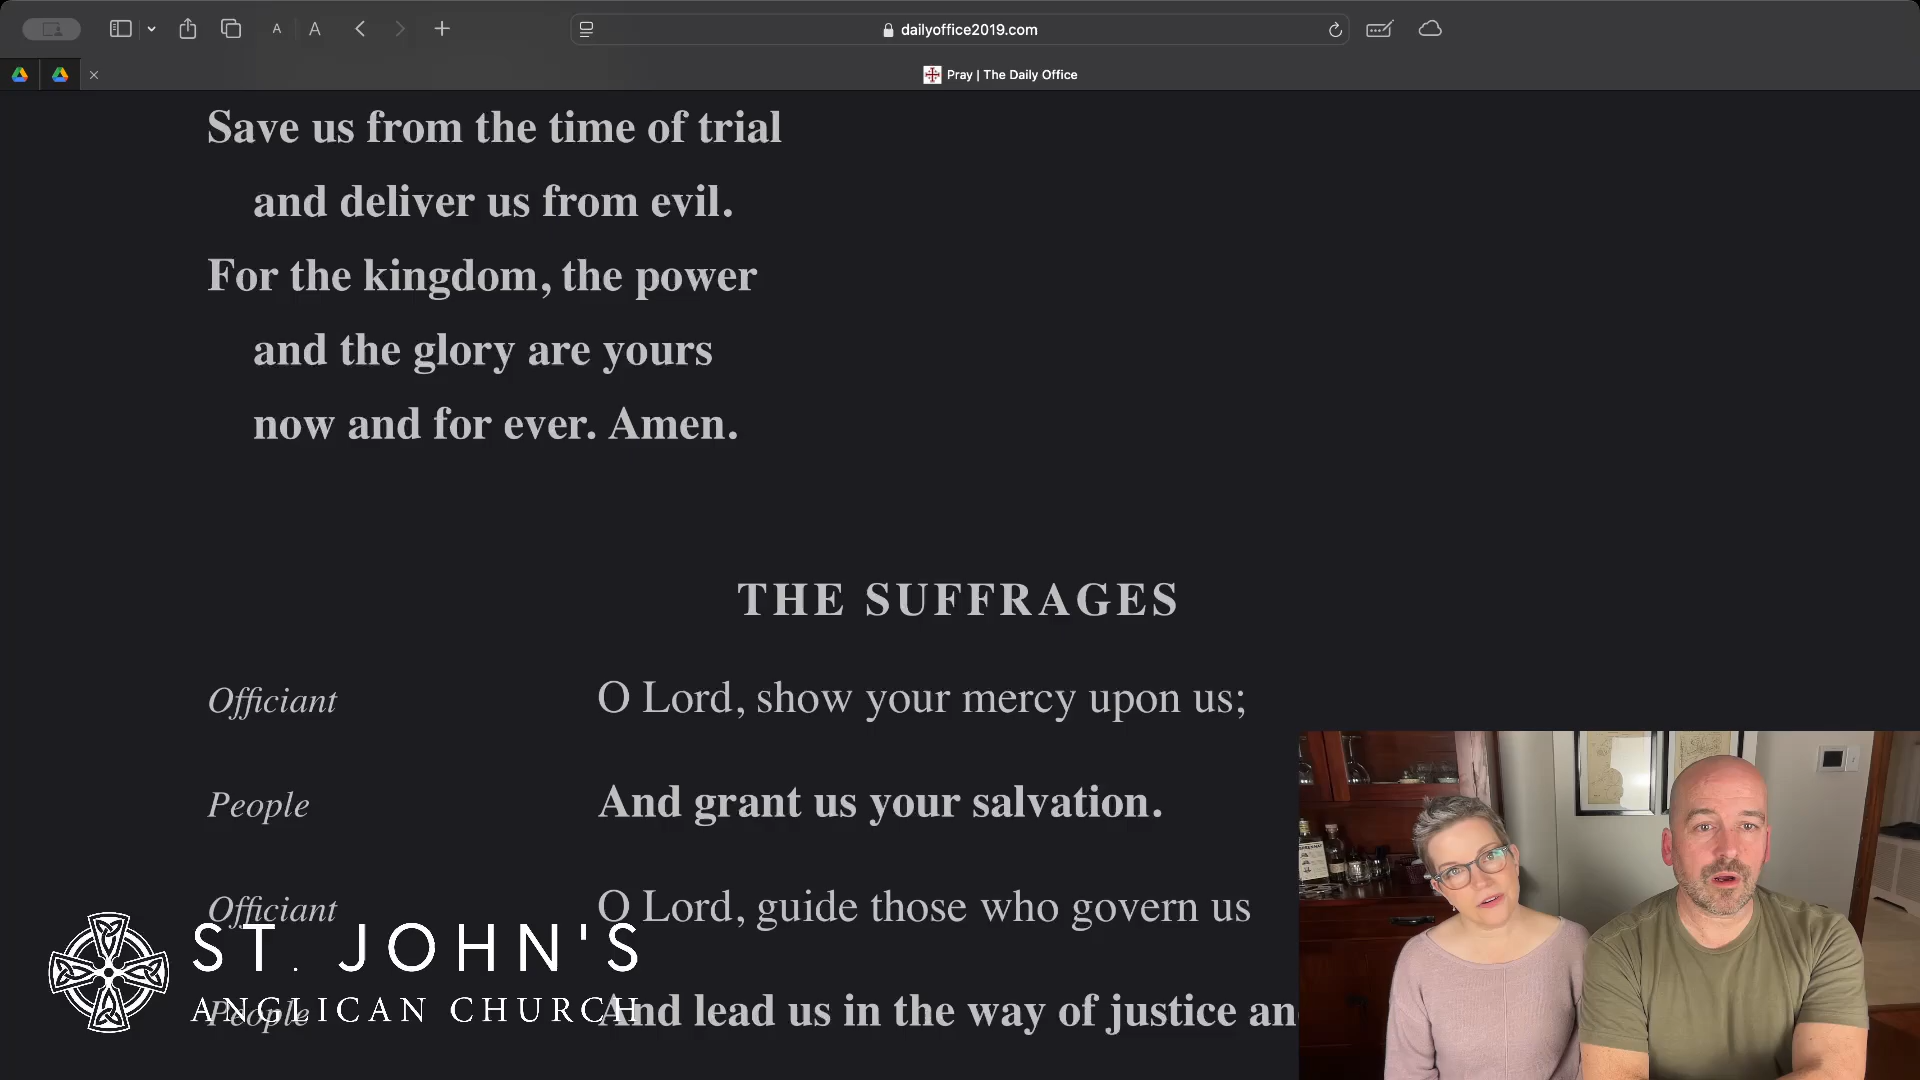 A A
dailyoffice2019.com
Pray | The Daily Office
Save us from the time of trial
and deliver us from evil.
For the kingdom, the power
and the glory are yours
now and for ever. Amen.
THE SUFFRAGES
Officiant O Lord, show your mercy upon us;
People And grant us your salvation.
Officiant O Lord, guide those who govern us
People And lead us in the way of justice an
ST. JOHN'S
ANGLICAN CHURCH